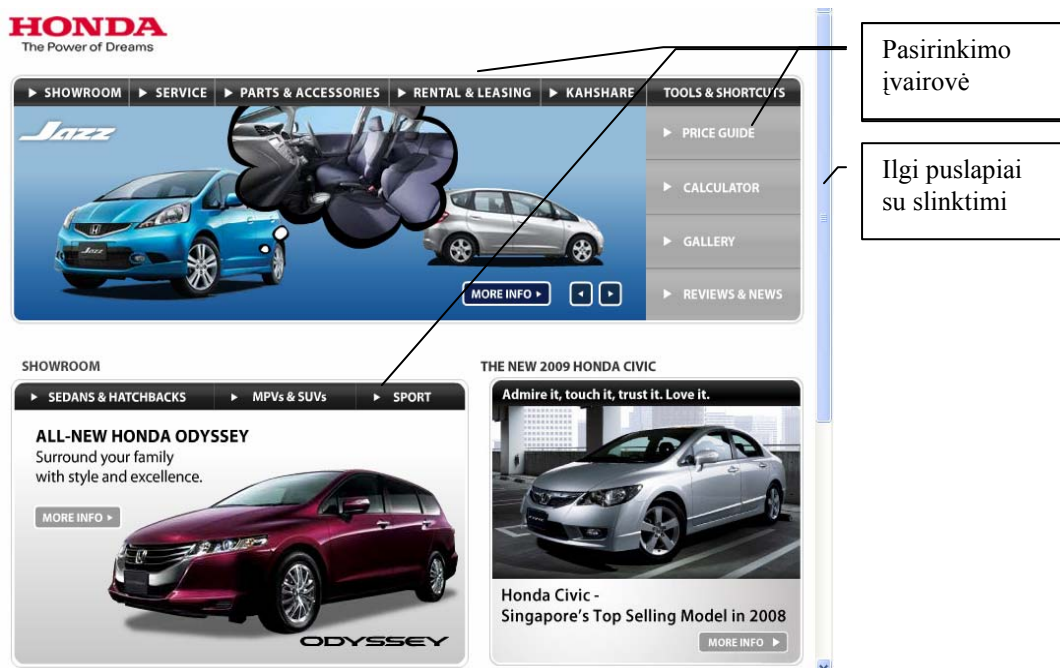 HONDA
The Power of Dreams
SHOWROOM
SERVICE
PARTS & ACCESSORIES
RENTAL & LEASING
KAHSHARE
TOOLS & SHORTCUTS
Jazz
PRICE GUIDE
CALCULATOR
GALLERY
REVIEWS & NEWS
Jazz
MORE INFO
Pasirinkimo
įvairovė
Ilgi puslapiai
su slinktimi
SHOWROOM
SEDANS & HATCHBACKS
MPVs & SUVs
SPORT
ALL-NEW HONDA ODYSSEY
Surround your family
with style and excellence.
MORE INFO
ODYSSEY
THE NEW 2009 HONDA CIVIC
Admire it, touch it, trust it. Love it.
Honda Civic -
Singapore's Top Selling Model in 2008
MORE INFO